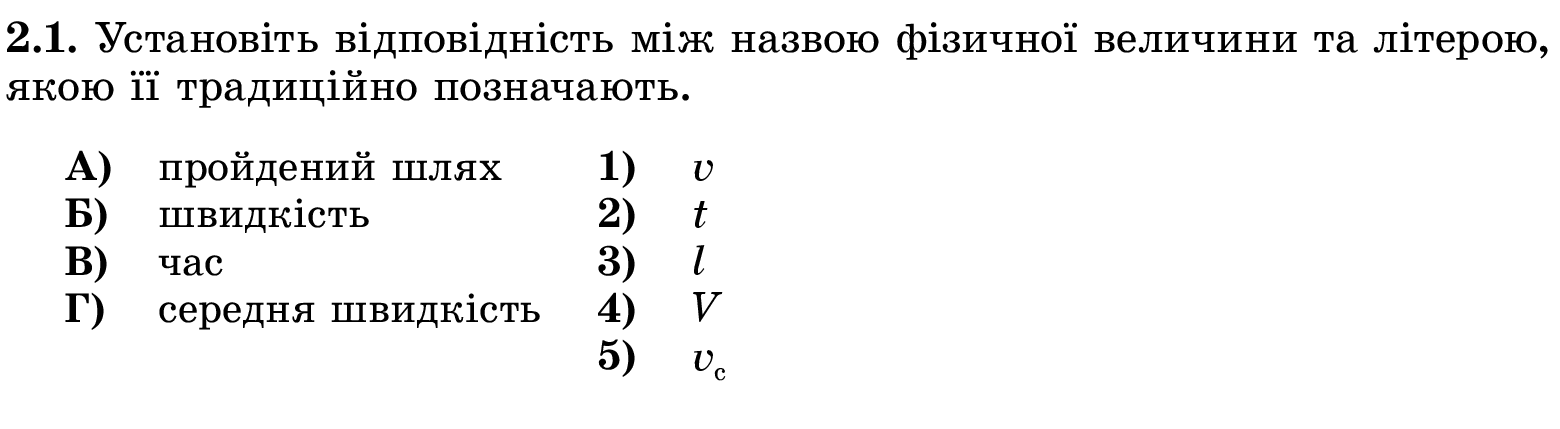 2.1. Установіть відповідність між назвою фізичної величини та літерою,
якою її традиційно позначають.
А) пройдений шлях 1) v
Б) швидкість 2) t
В) час 3) l
Г) середня швидкість 4) V
5) v_с